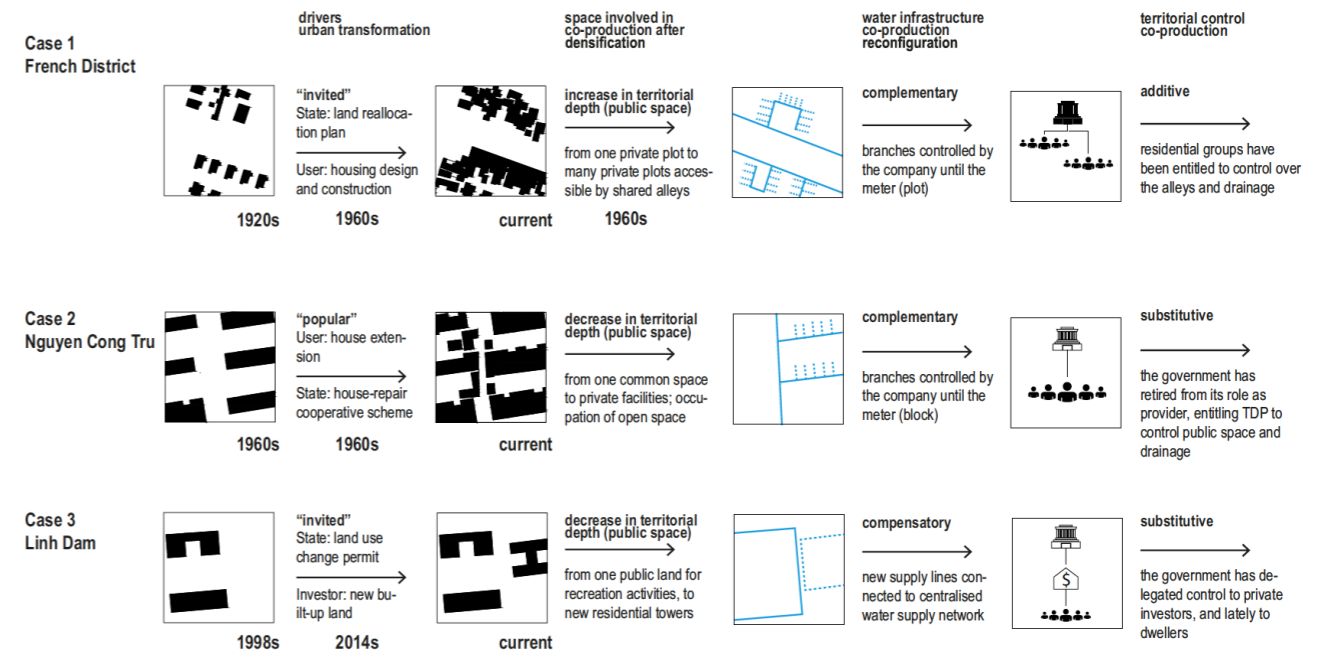 drivers
urban transformation
space involved in
co-production after
densification
water infrastructure
co-production
reconfiguration
territorial control
co-production
Case 1
French District
1920s
“invited”
State: land realloca-
tion plan
User: housing design
and construction
1960s
current
increase in territorial
depth (public space)
from one private plot to
many private plots acces-
sible by shared alleys
1960s
complementary
branches controlled by
the company until the
meter (plot)
additive
residential groups have
been entitled to control over
the alleys and drainage
Case 2
Nguyen Cong Tru
1960s
“popular”
User: house exten-
sion
State: house-repair
cooperative scheme
1960s
current
decrease in territorial
depth (public space)
from one common space
to private facilities; occu-
pation of open space
complementary
branches controlled by
the company until the
meter (block)
substitutive
the government has
retired from its role as
provider, entitling TDP to
control public space and
drainage
Case 3
Linh Dam
1998s
“invited”
State: land use
change permit
Investor: new bu-
ilt-up land
2014s
current
decrease in territorial
depth (public space)
from one public land for
recreation activities, to
new residential towers
compensatory
new supply lines con-
nected to centralised
water supply network
$
substitutive
the government has de-
legated control to private
investors, and lately to
dwellers